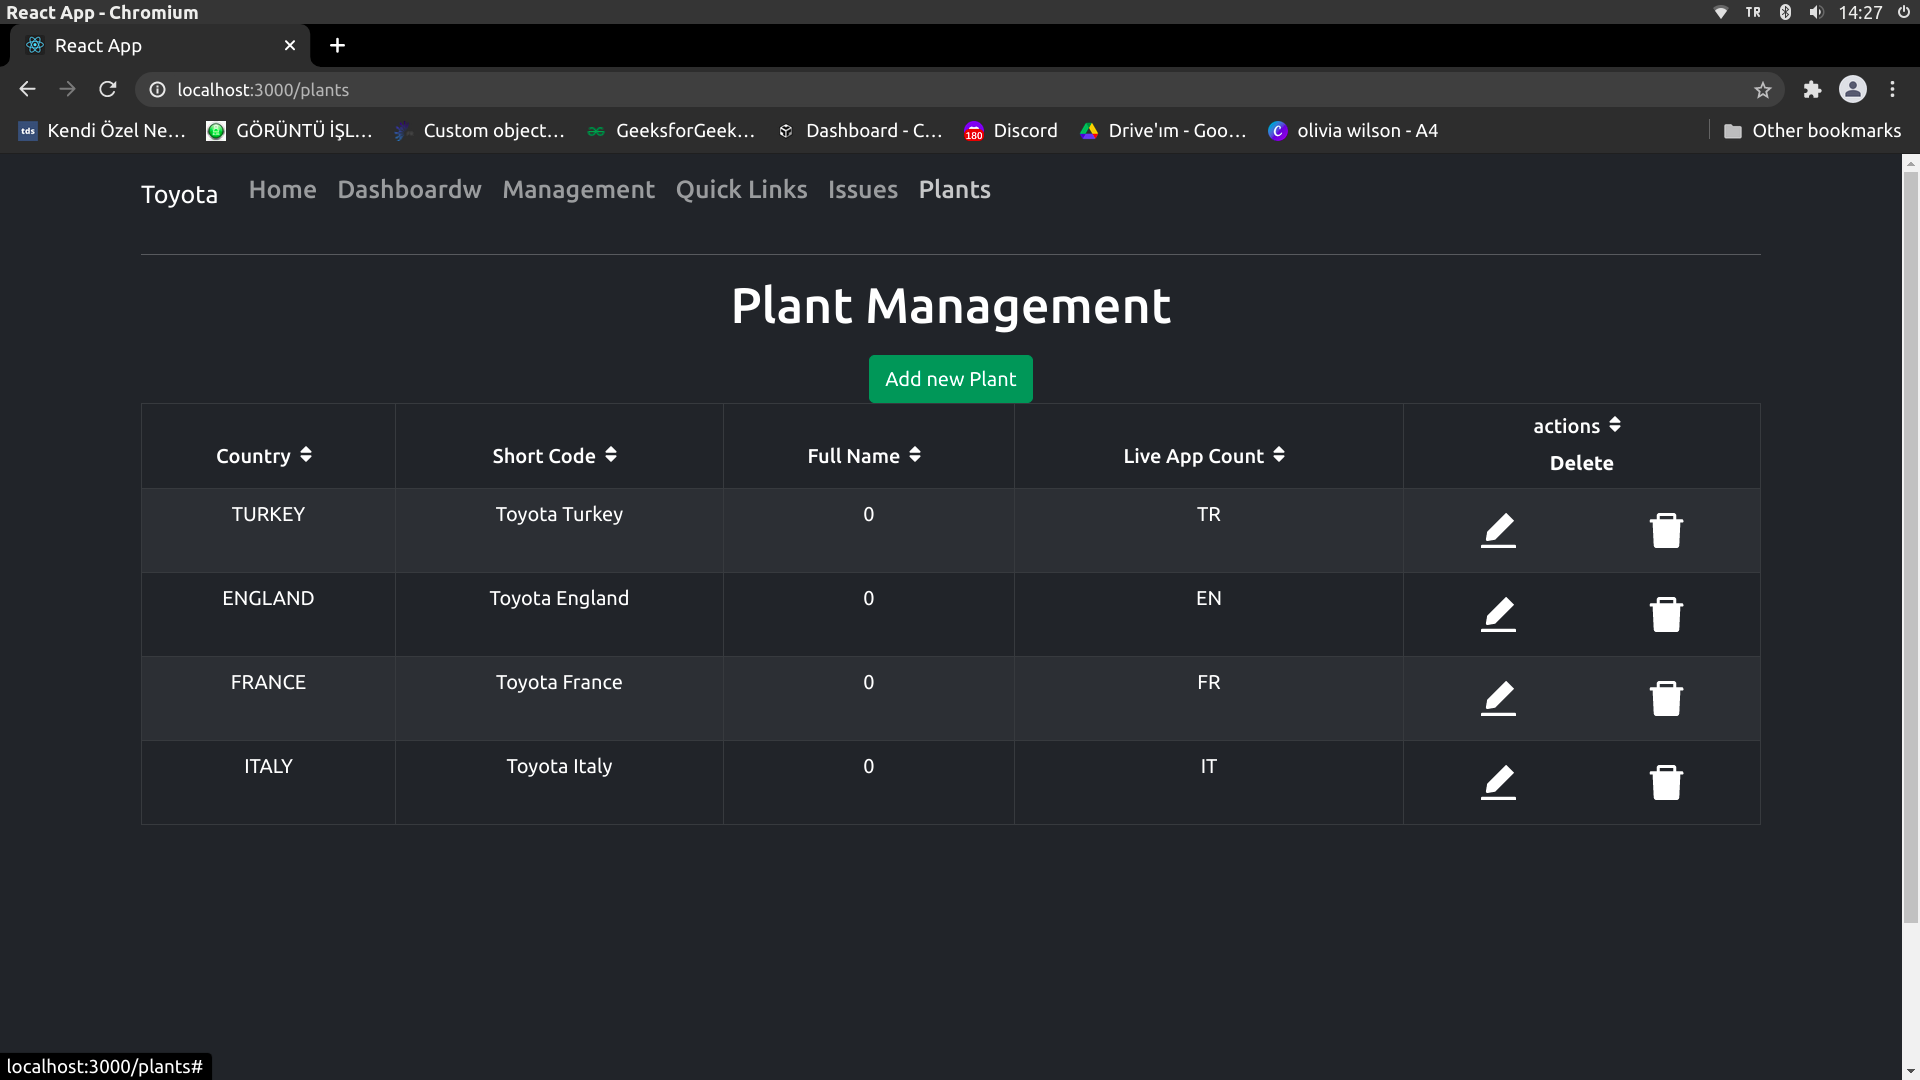 React App - Chromium
TR 14:27
React App
localhost:3000/plants
tds Kendi Özel Ne... GÖRÜNTÜ İŞL... Custom object... GeeksforGeek... Dashboard - C... 180 Discord Drive'ım - Goo... C olivia wilson - A4 Other bookmarks
Toyota Home Dashboardw Management Quick Links Issues Plants
Plant Management
Add new Plant
Country Short Code Full Name Live App Count actions
Delete
TURKEY Toyota Turkey 0 TR
ENGLAND Toyota England 0 EN
FRANCE Toyota France 0 FR
ITALY Toyota Italy 0 IT
localhost:3000/plants#